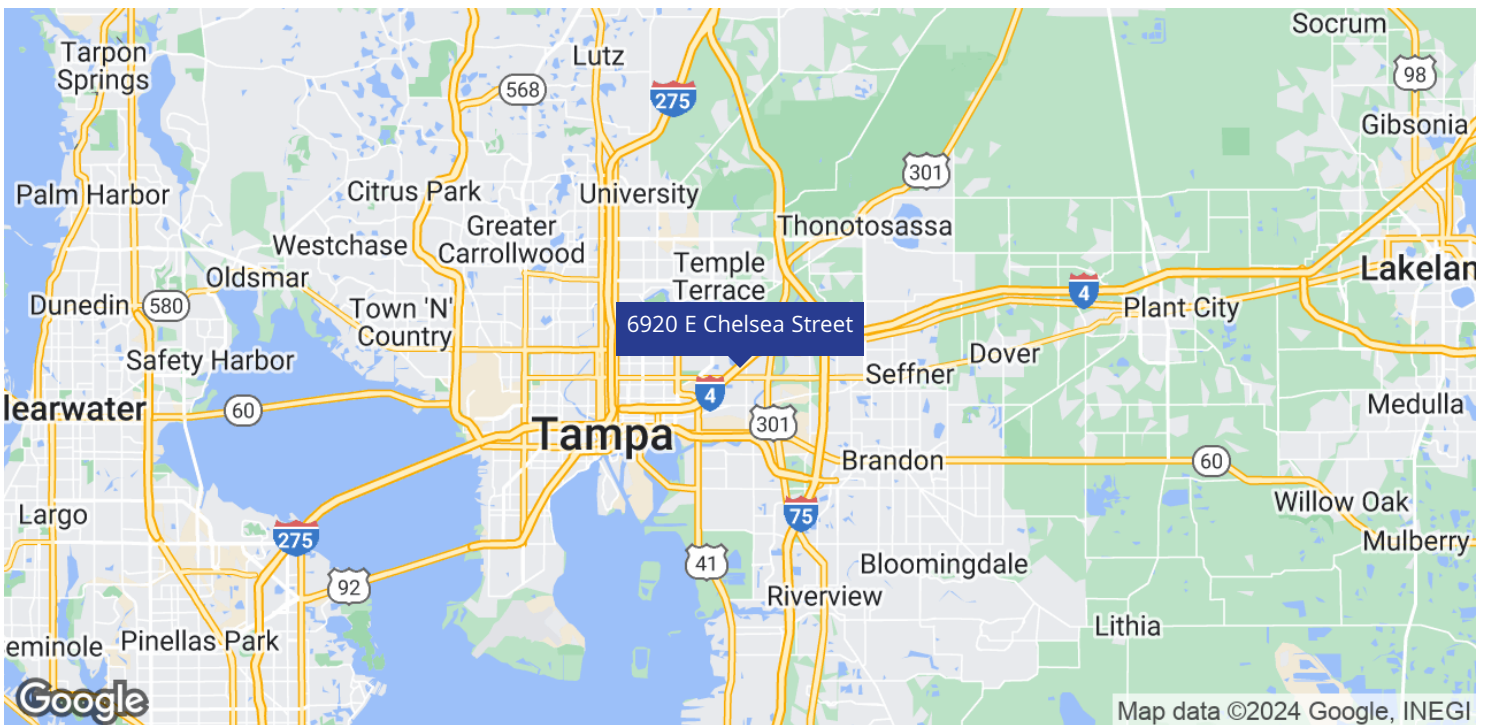 Socrum
Tarpon
Springs
Lutz
98
568
275
Gibsonia
301
Palm Harbor
Citrus Park
University
Greater
Carrollwood
Thonotosassa
Westchase
Temple
Terrace
Lakelan
Oldsmar
4
Dunedin
580
Town 'N'
Country
Plant City
6920 E Chelsea Street
Safety Harbor
Dover
Seffner
4
learwater
60
301
Medulla
Tampa
Brandon
60
Willow Oak
Largo
75
275
Mulberry
41
Bloomingdale
92
Riverview
Lithia
eminole
Pinellas Park
Google
Map data ©2024 Google, INEGI